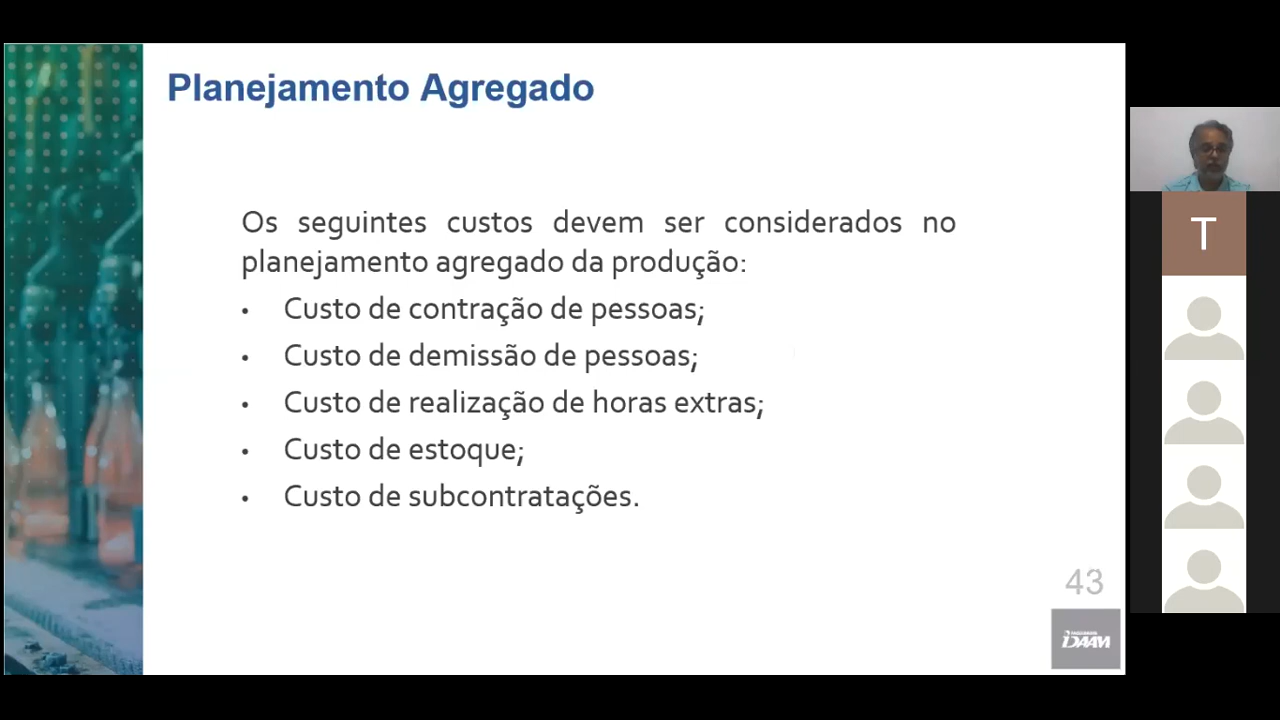 Planejamento Agregado
Os seguintes custos devem ser considerados no
planejamento agregado da produção:
• Custo de contração de pessoas;
• Custo de demissão de pessoas;
• Custo de realização de horas extras;
• Custo de estoque;
• Custo de subcontratações.
43
T